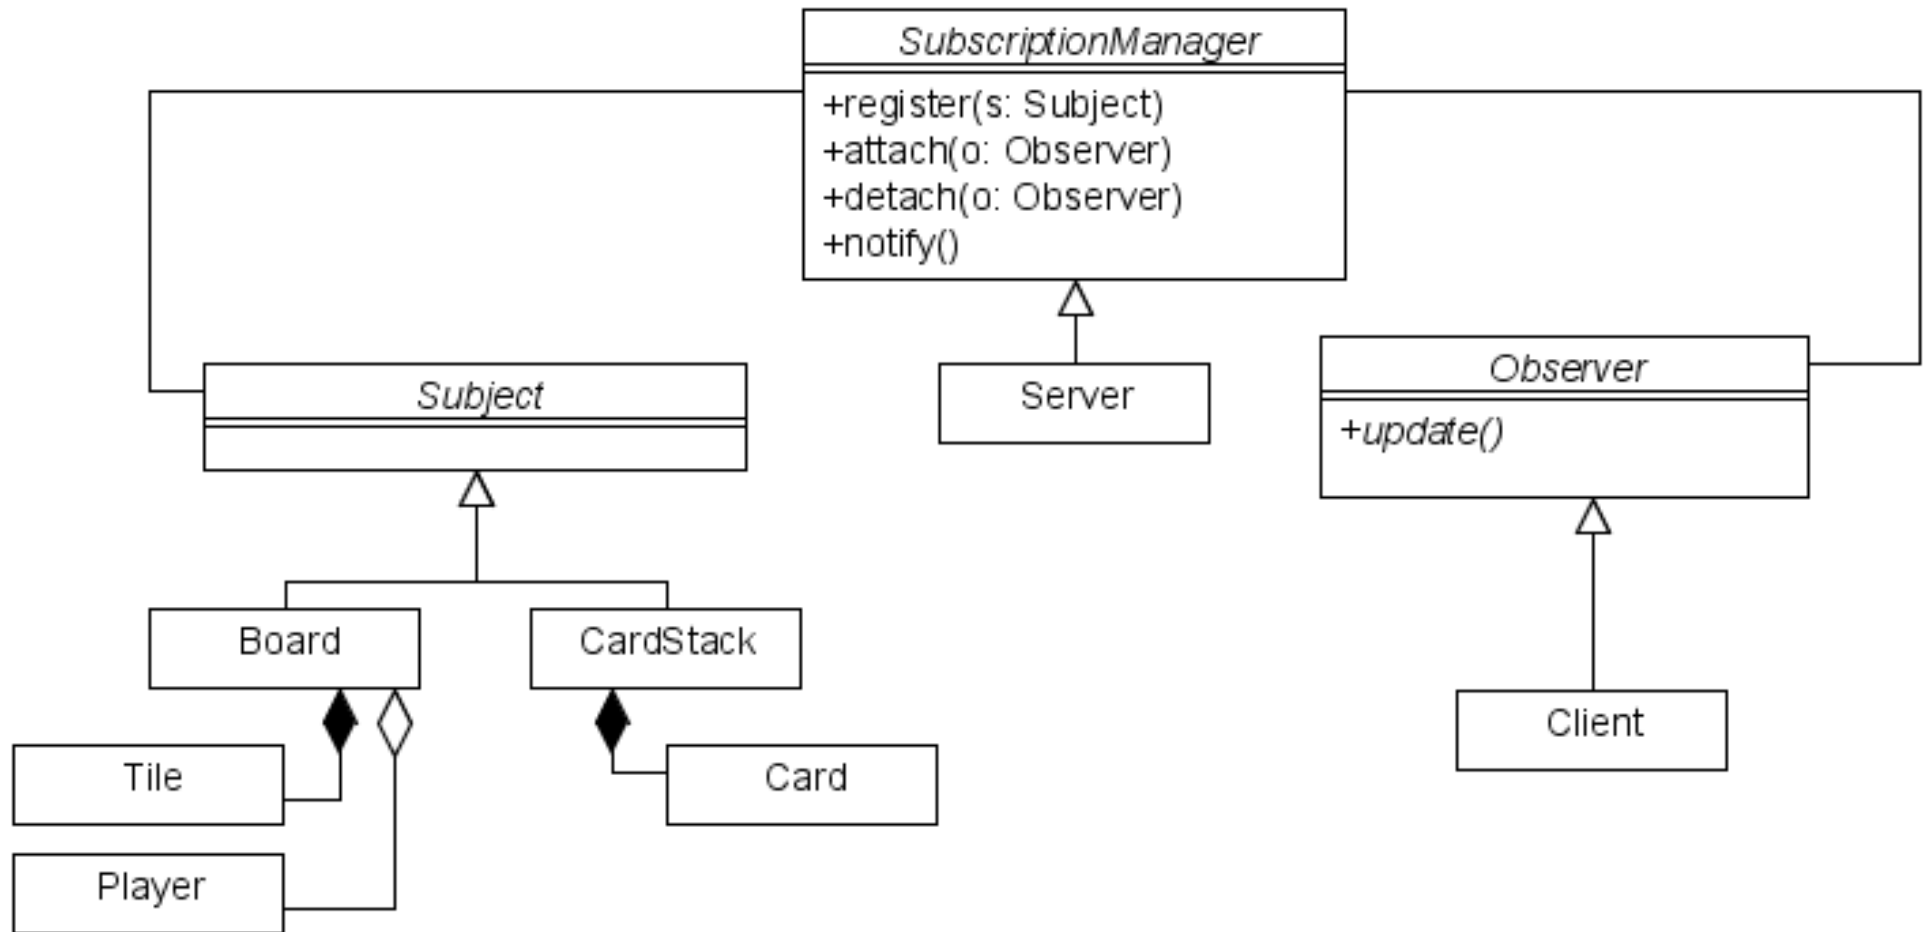 SubscriptionManager
+register(s: Subject)
+attach(o: Observer)
+detach(o: Observer)
+notify()
Subject
Server
Observer
+update()
Board
CardStack
Tile
Card
Client
Player